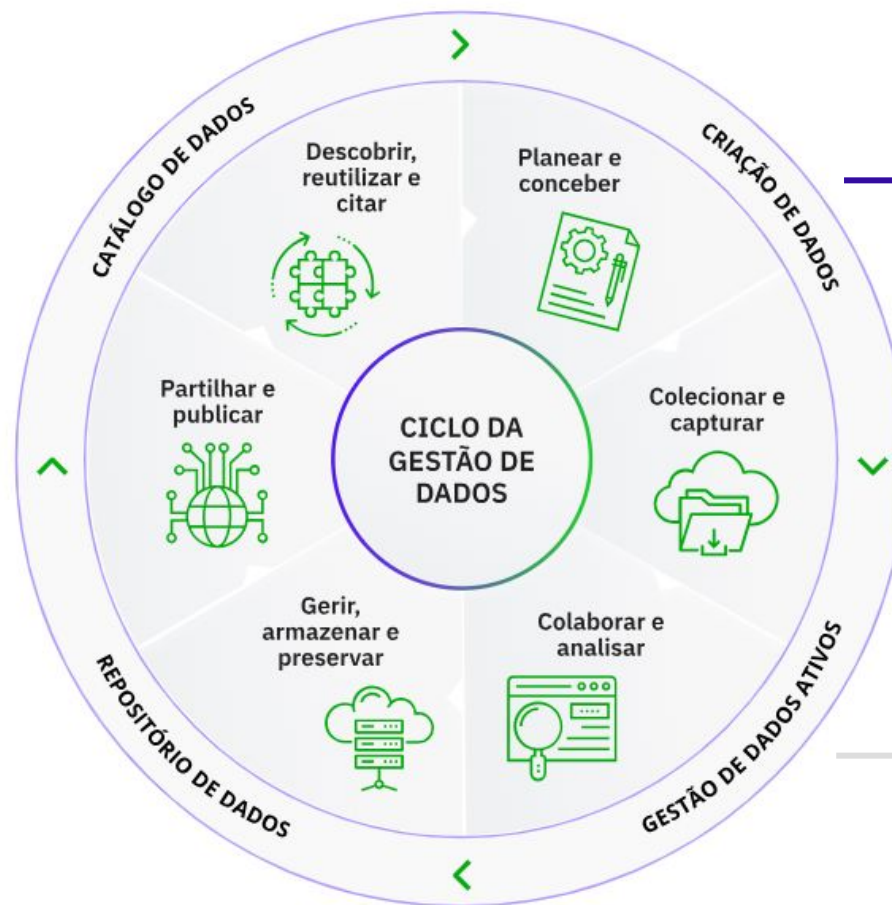 CATÁLOGO DE DADOS
CRIAÇÃO DE DADOS
Descobrir,
reutilizar e
citar
Planear e
conceber
Partilhar e
publicar
CICLO DA
GESTÃO DE
DADOS
Colecionar e
capturar
Gerir,
armazenar e
preservar
Colaborar e
analisar
REPOSITÓRIO DE DADOS
GESTÃO DE DADOS ATIVOS